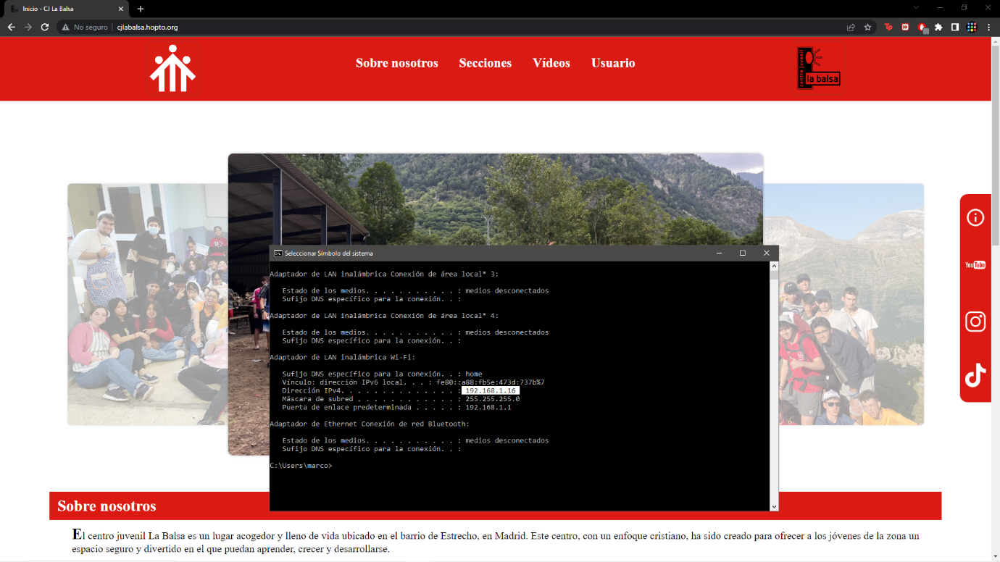 Inicio - CJ La Balsa
No seguro | cjlabalsa.hopto.org
Sobre nosotros Secciones Vídeos Usuario
centro juvenil
la balsa
YouTube
Seleccionar Símbolo del sistema
Adaptador de LAN inalámbrica Conexión de área local* 3:
Estado de los medios. . . . . . . . . . . : medios desconectados
Sufijo DNS específico para la conexión. . :
Adaptador de LAN inalámbrica Conexión de área local* 4:
Estado de los medios. . . . . . . . . . . : medios desconectados
Sufijo DNS específico para la conexión. . :
Adaptador de LAN inalámbrica Wi-Fi:
Sufijo DNS específico para la conexión. . : home
Vínculo: dirección IPv6 local. . . : fe80::a88:fb5e:473d:737b%7
Dirección IPv4. . . . . . . . . . . . . . : 192.168.1.16
Máscara de subred . . . . . . . . . . . . : 255.255.255.0
Puerta de enlace predeterminada . . . . . : 192.168.1.1
Adaptador de Ethernet Conexión de red Bluetooth:
Estado de los medios. . . . . . . . . . . : medios desconectados
Sufijo DNS específico para la conexión. . :
C:\Users\marco>
Sobre nosotros
El centro juvenil La Balsa es un lugar acogedor y lleno de vida ubicado en el barrio de Estrecho, en Madrid. Este centro, con un enfoque cristiano, ha sido creado para ofrecer a los jóvenes de la zona un
espacio seguro y divertido en el que puedan aprender, crecer y desarrollarse.